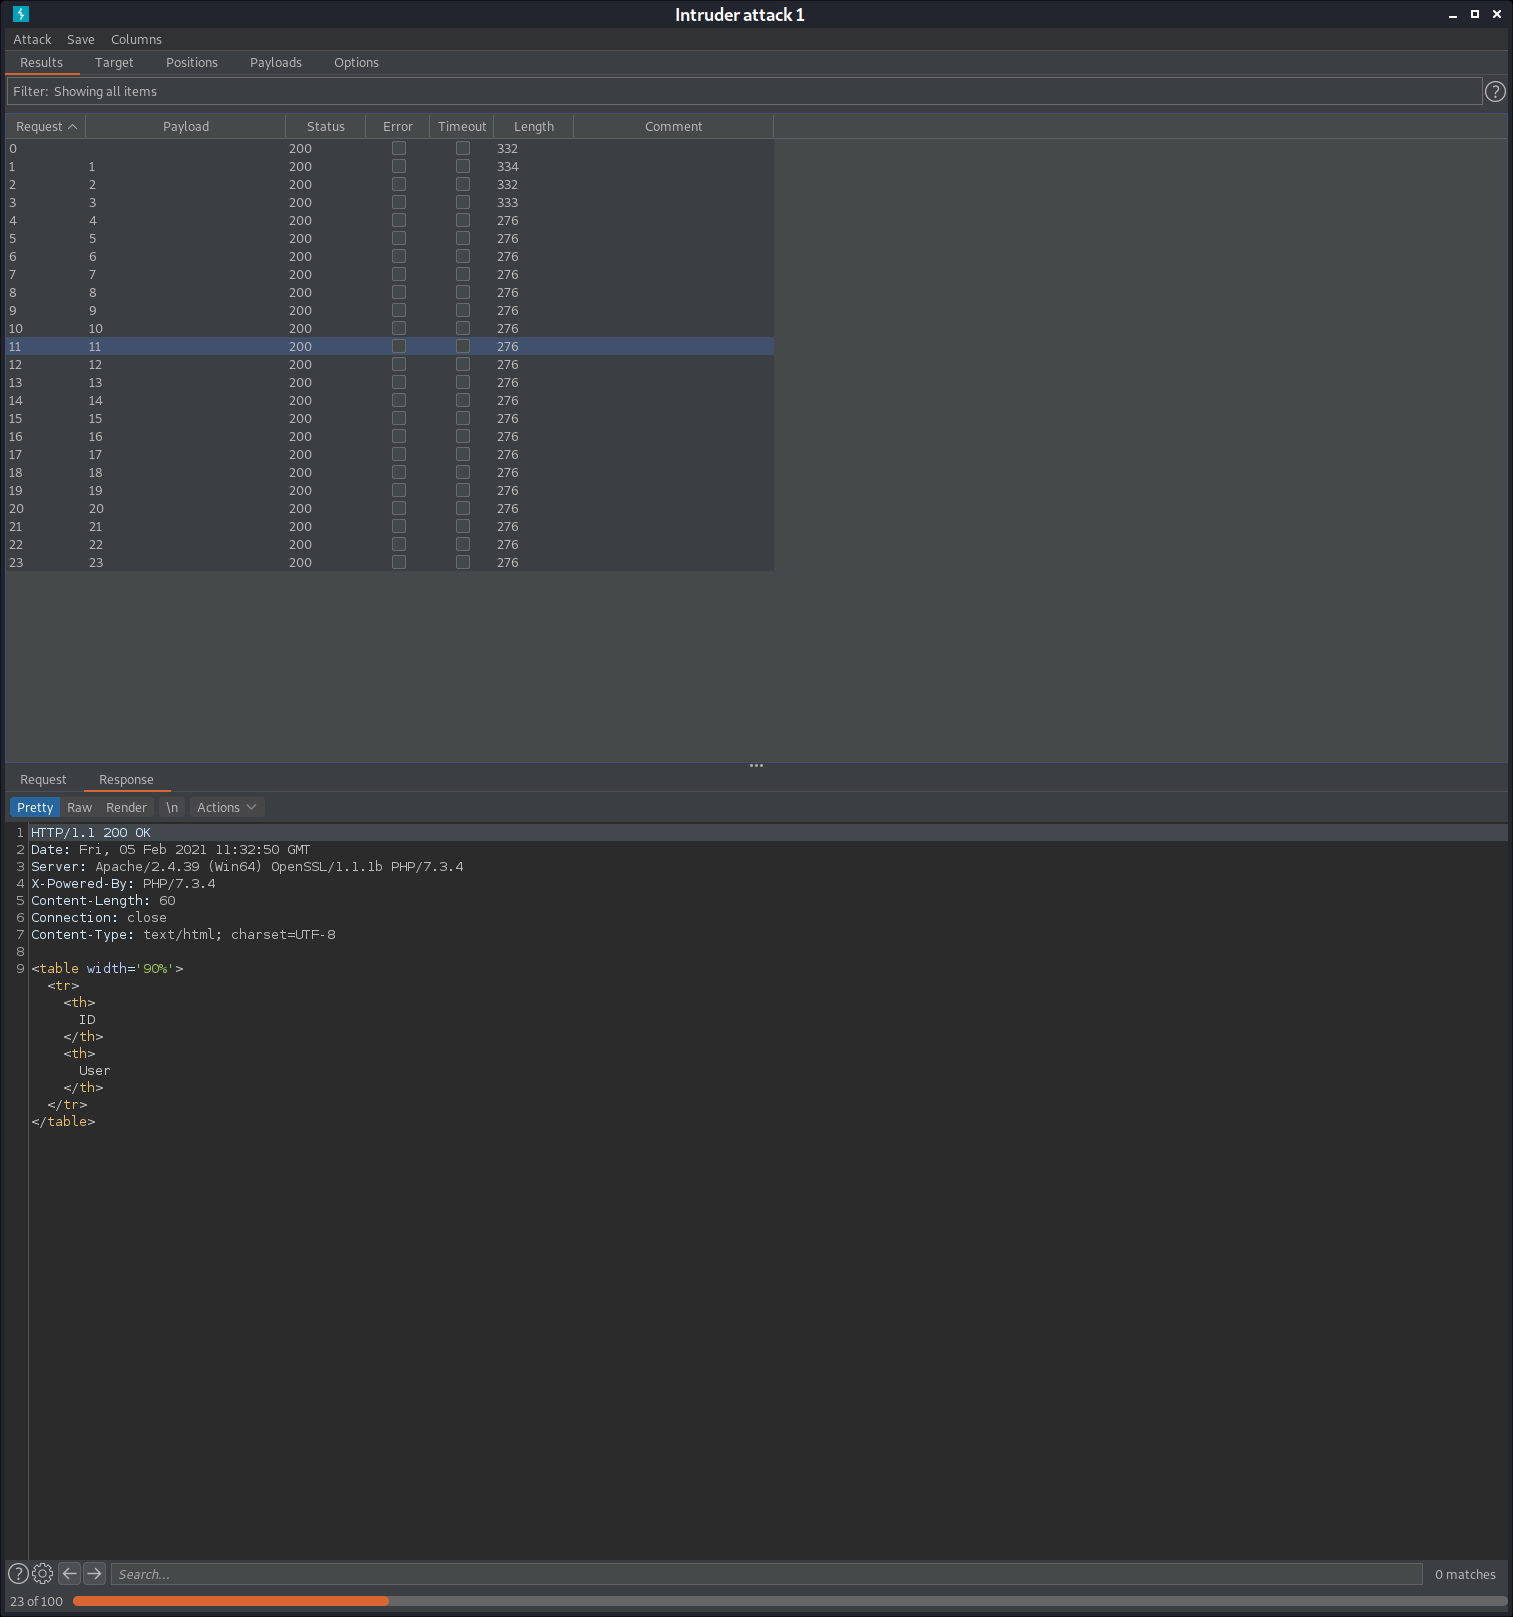 Intruder attack 1
Attack Save Columns
Results Target Positions Payloads Options
Filter: Showing all items
?
Request Payload Status Error Timeout Length Comment
0 200 332
1 1 200 334
2 2 200 332
3 3 200 333
4 4 200 276
5 5 200 276
6 6 200 276
7 7 200 276
8 8 200 276
9 9 200 276
10 10 200 276
11 11 200 276
12 12 200 276
13 13 200 276
14 14 200 276
15 15 200 276
16 16 200 276
17 17 200 276
18 18 200 276
19 19 200 276
20 20 200 276
21 21 200 276
22 22 200 276
23 23 200 276
Request Response
Pretty Raw Render \n Actions
1 HTTP/1.1 200 OK
2 Date: Fri, 05 Feb 2021 11:32:50 GMT
3 Server: Apache/2.4.39 (Win64) OpenSSL/1.1.1b PHP/7.3.4
4 X-Powered-By: PHP/7.3.4
5 Content-Length: 60
6 Connection: close
7 Content-Type: text/html; charset=UTF-8
8
9 <table width='90%'>
<tr>
<th>
ID
</th>
<th>
User
</th>
</tr>
</table>
? Search... 0 matches
23 of 100